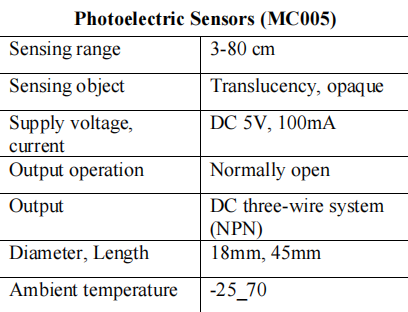 Photoelectric Sensors (MC005)
Sensing range 3-80 cm
Sensing object Translucency, opaque
Supply voltage, current DC 5V, 100mA
Output operation Normally open
Output DC three-wire system (NPN)
Diameter, Length 18mm, 45mm
Ambient temperature -25_70